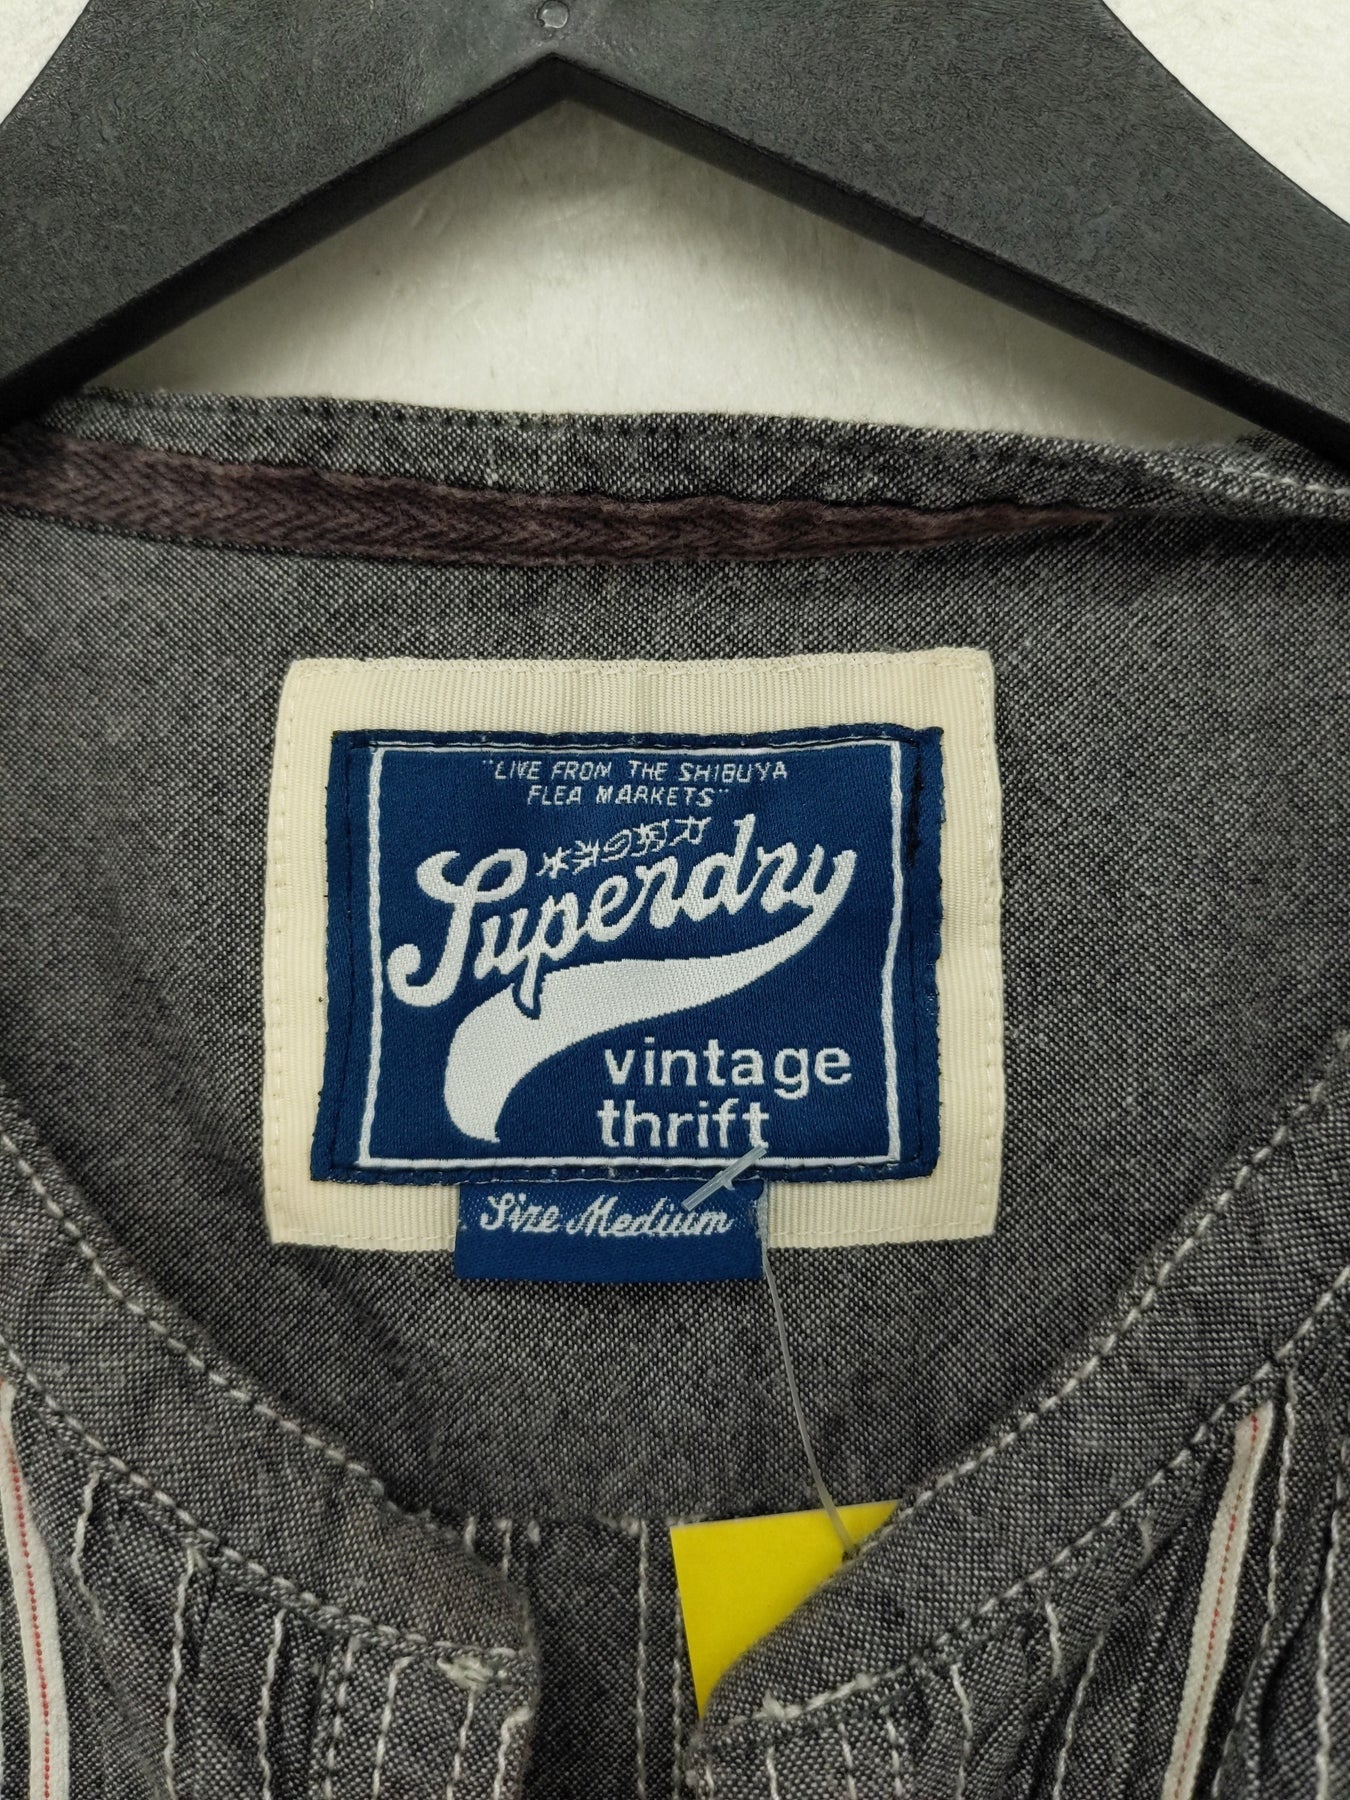 "LIVE FROM THE SHIBUYA
FLEA MARKETS"
Superdry
vintage
thrift
Size Medium